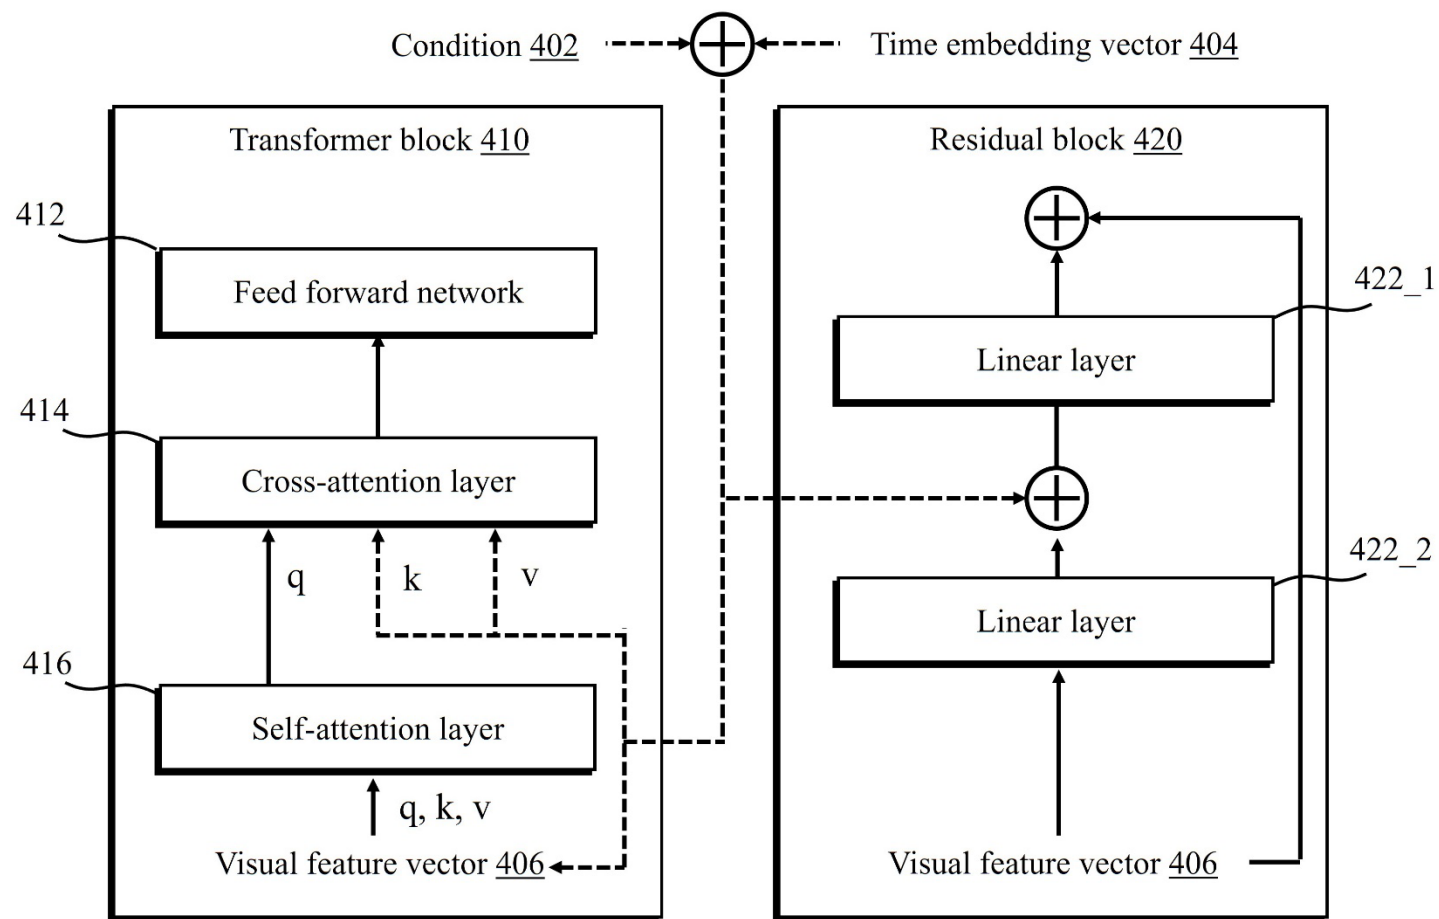 Condition 402
Time embedding vector 404
Transformer block 410
412
Feed forward network
414
Cross-attention layer
q
k
v
416
Self-attention layer
q, k, v
Visual feature vector 406
Residual block 420
422_1
Linear layer
422_2
Linear layer
Visual feature vector 406